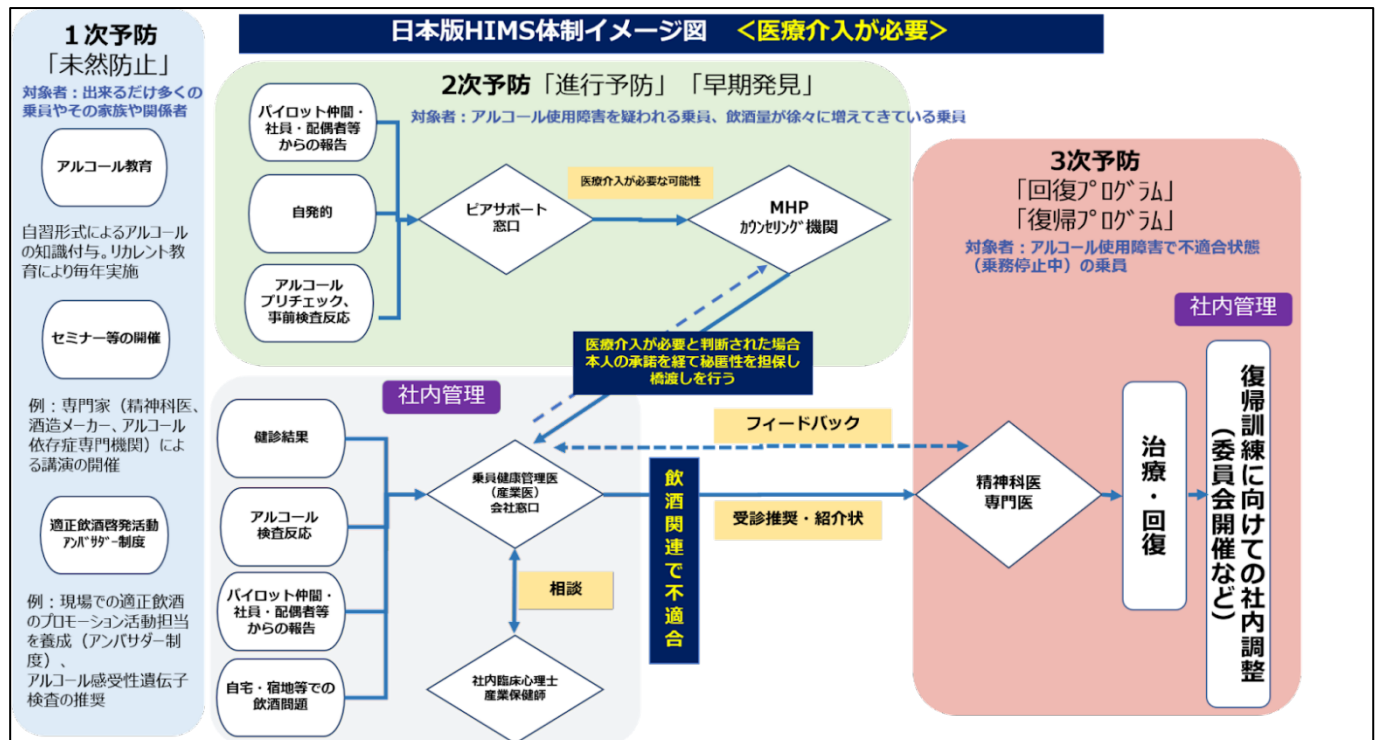 日本版HIMS体制イメージ図　＜医療介入が必要＞
１次予防
「未然防止」
対象者：出来るだけ多くの
乗員やその家族や関係者
アルコール教育
自習形式によるアルコール
の知識付与。リカレント教
育により毎年実施
セミナー等の開催
例：専門家（精神科医、
酒造メーカー、アルコール
依存症専門機関）によ
る講演の開催
適正飲酒啓発活動
ｱﾝﾊﾞｻﾀﾞｰ制度
例：現場での適正飲酒
のプロモーション活動担当
を養成（アンバサダー制
度）、
アルコール感受性遺伝子
検査の推奨
2次予防「進行予防」「早期発見」
対象者：アルコール使用障害を疑われる乗員、飲酒量が徐々に増えてきている乗員
パイロット仲間・
社員・配偶者等
からの報告
自発的
アルコール
プリチェック、
事前検査反応
ピアサポート
窓口
医療介入が必要な可能性
MHP
ｶｳﾝｾﾘﾝｸﾞ機関
医療介入が必要と判断された場合
本人の承諾を経て秘匿性を担保し
橋渡しを行う
社内管理
健診結果
アルコール
検査反応
パイロット仲間・
社員・配偶者等
からの報告
自宅・宿地等での
飲酒問題
乗員健康管理医
（産業医）
会社窓口
相談
社内臨床心理士
産業保健師
飲酒関連で不適合
フィードバック
受診推奨・紹介状
3次予防
「回復ﾌﾟﾛｸﾞﾗﾑ」
「復帰ﾌﾟﾛｸﾞﾗﾑ」
対象者：アルコール使用障害で不適合状態
（乗務停止中）の乗員
社内管理
精神科医
専門医
治療・回復
復帰訓練に向けての社内調整
（委員会開催など）